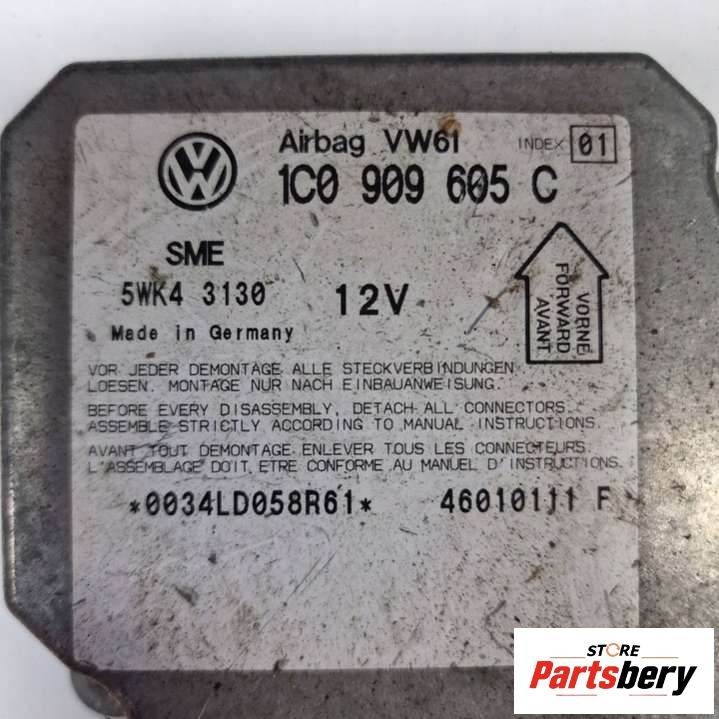 Airbag VW61 INDEX 01
1C0 909 605 C
SME
5WK4 3130 12V
Made in Germany
VORNE
FORWARD
AVANT
VOR JEDER DEMONTAGE ALLE STECKVERBINDUNGEN
LOESEN. MONTAGE NUR NACH EINBAUANWEISUNG.
BEFORE EVERY DISASSEMBLY, DETACH ALL CONNECTORS.
ASSEMBLE STRICTLY ACCORDING TO MANUAL INSTRUCTIONS.
AVANT TOUT DEMONTAGE ENLEVER TOUS LES CONNECTEURS.
L'ASSEMBLAGE DOIT ETRE CONFORME AU MANUEL D'INSTRUCTIONS.
*0034LD058R61* 46010111 F
STORE
Partsbery